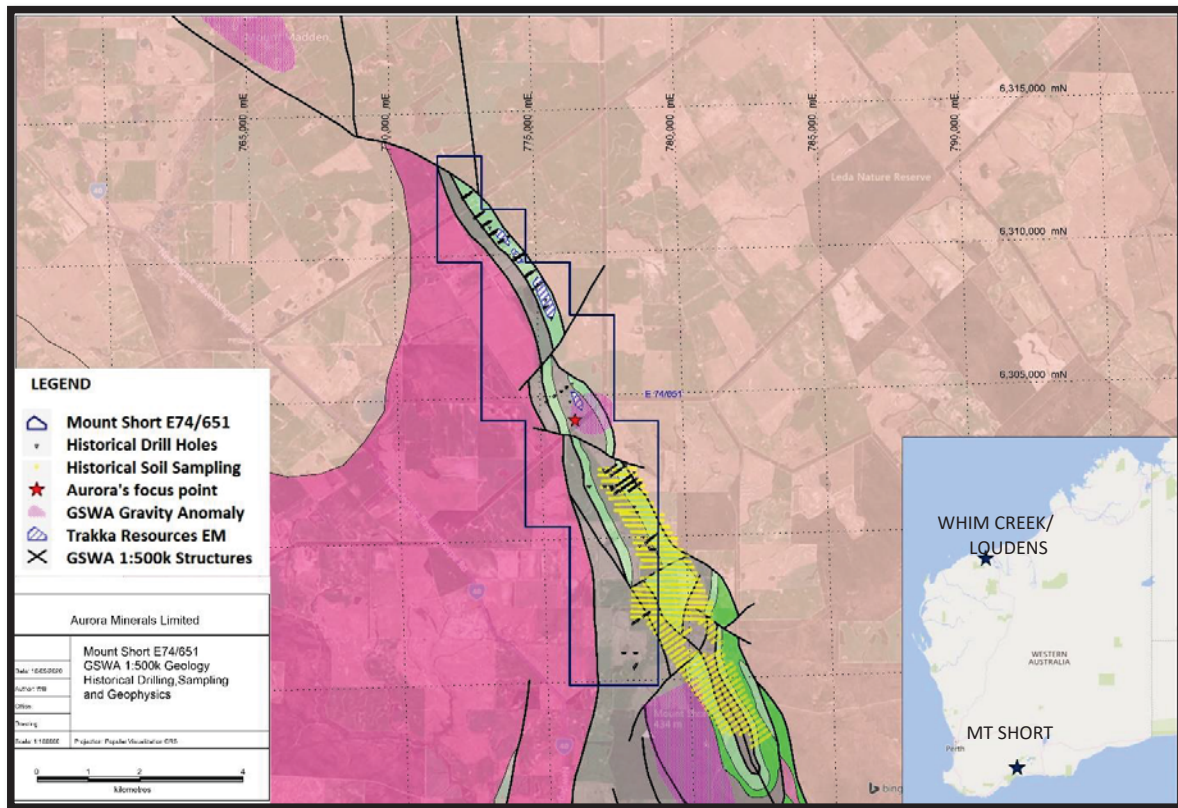 Mount Madden
765,000 mE
770,000 mE
775,000 mE
780,000 mE
785,000 mE
790,000 mE
6,315,000 mN
Leda Nature Reserve
6,310,000 mN
6,305,000 mN
E 74/651
LEGEND
Mount Short E74/651
Historical Drill Holes
Historical Soil Sampling
Aurora's focus point
GSWA Gravity Anomaly
Trakka Resources EM
GSWA 1:500k Structures
Aurora Minerals Limited
Mount Short E74/651
GSWA 1:500k Geology
Historical Drilling,Sampling
and Geophysics
Author:
Office:
Drawing
Projection: Popular Visualisation CRS
0 1 2 4
kilometres
Mount
434 m
bing
WHIM CREEK/
LOUDENS
WESTERN
AUSTRALIA
Perth
MT SHORT